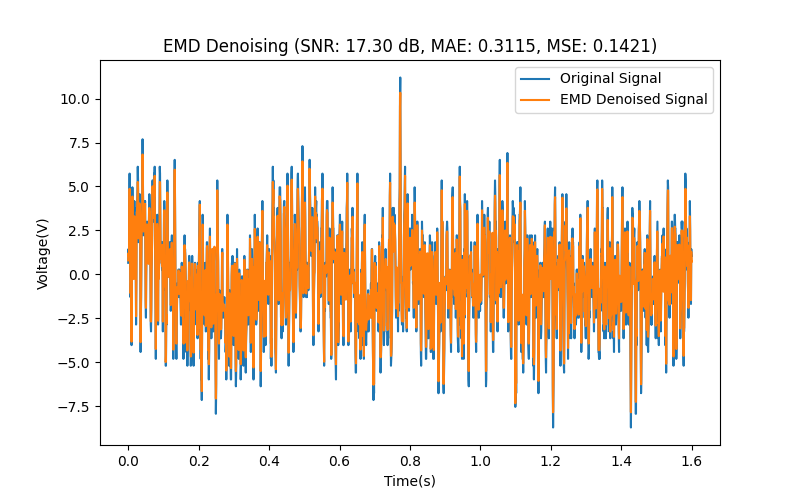 EMD Denoising (SNR: 17.30 dB, MAE: 0.3115, MSE: 0.1421)
Original Signal
EMD Denoised Signal
10.0
7.5
5.0
2.5
0.0
−2.5
−5.0
−7.5
Voltage(V)
0.0 0.2 0.4 0.6 0.8 1.0 1.2 1.4 1.6
Time(s)